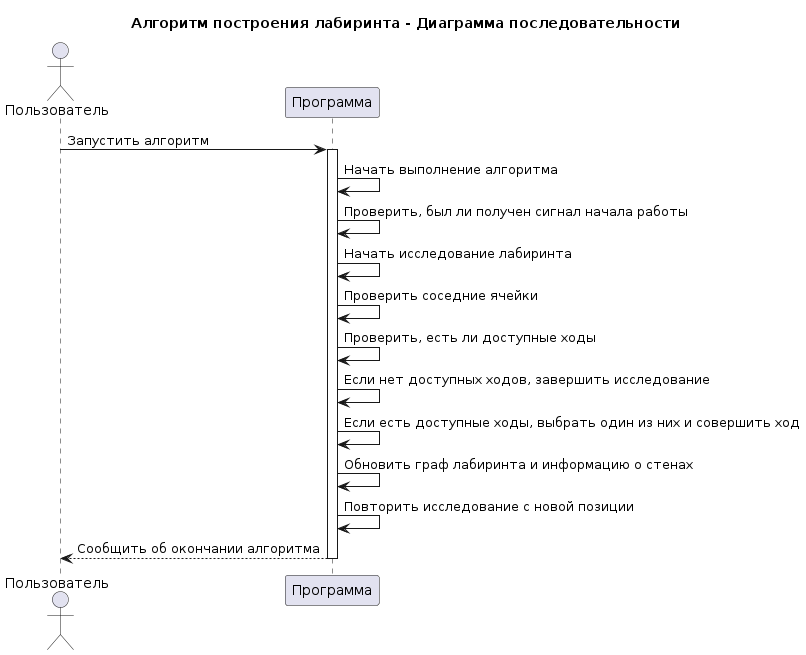 Алгоритм построения лабиринта - Диаграмма последовательности
Пользователь
Программа
Запустить алгоритм
Начать выполнение алгоритма
Проверить, был ли получен сигнал начала работы
Начать исследование лабиринта
Проверить соседние ячейки
Проверить, есть ли доступные ходы
Если нет доступных ходов, завершить исследование
Если есть доступные ходы, выбрать один из них и совершить ход
Обновить граф лабиринта и информацию о стенах
Повторить исследование с новой позиции
Сообщить об окончании алгоритма
Пользователь
Программа